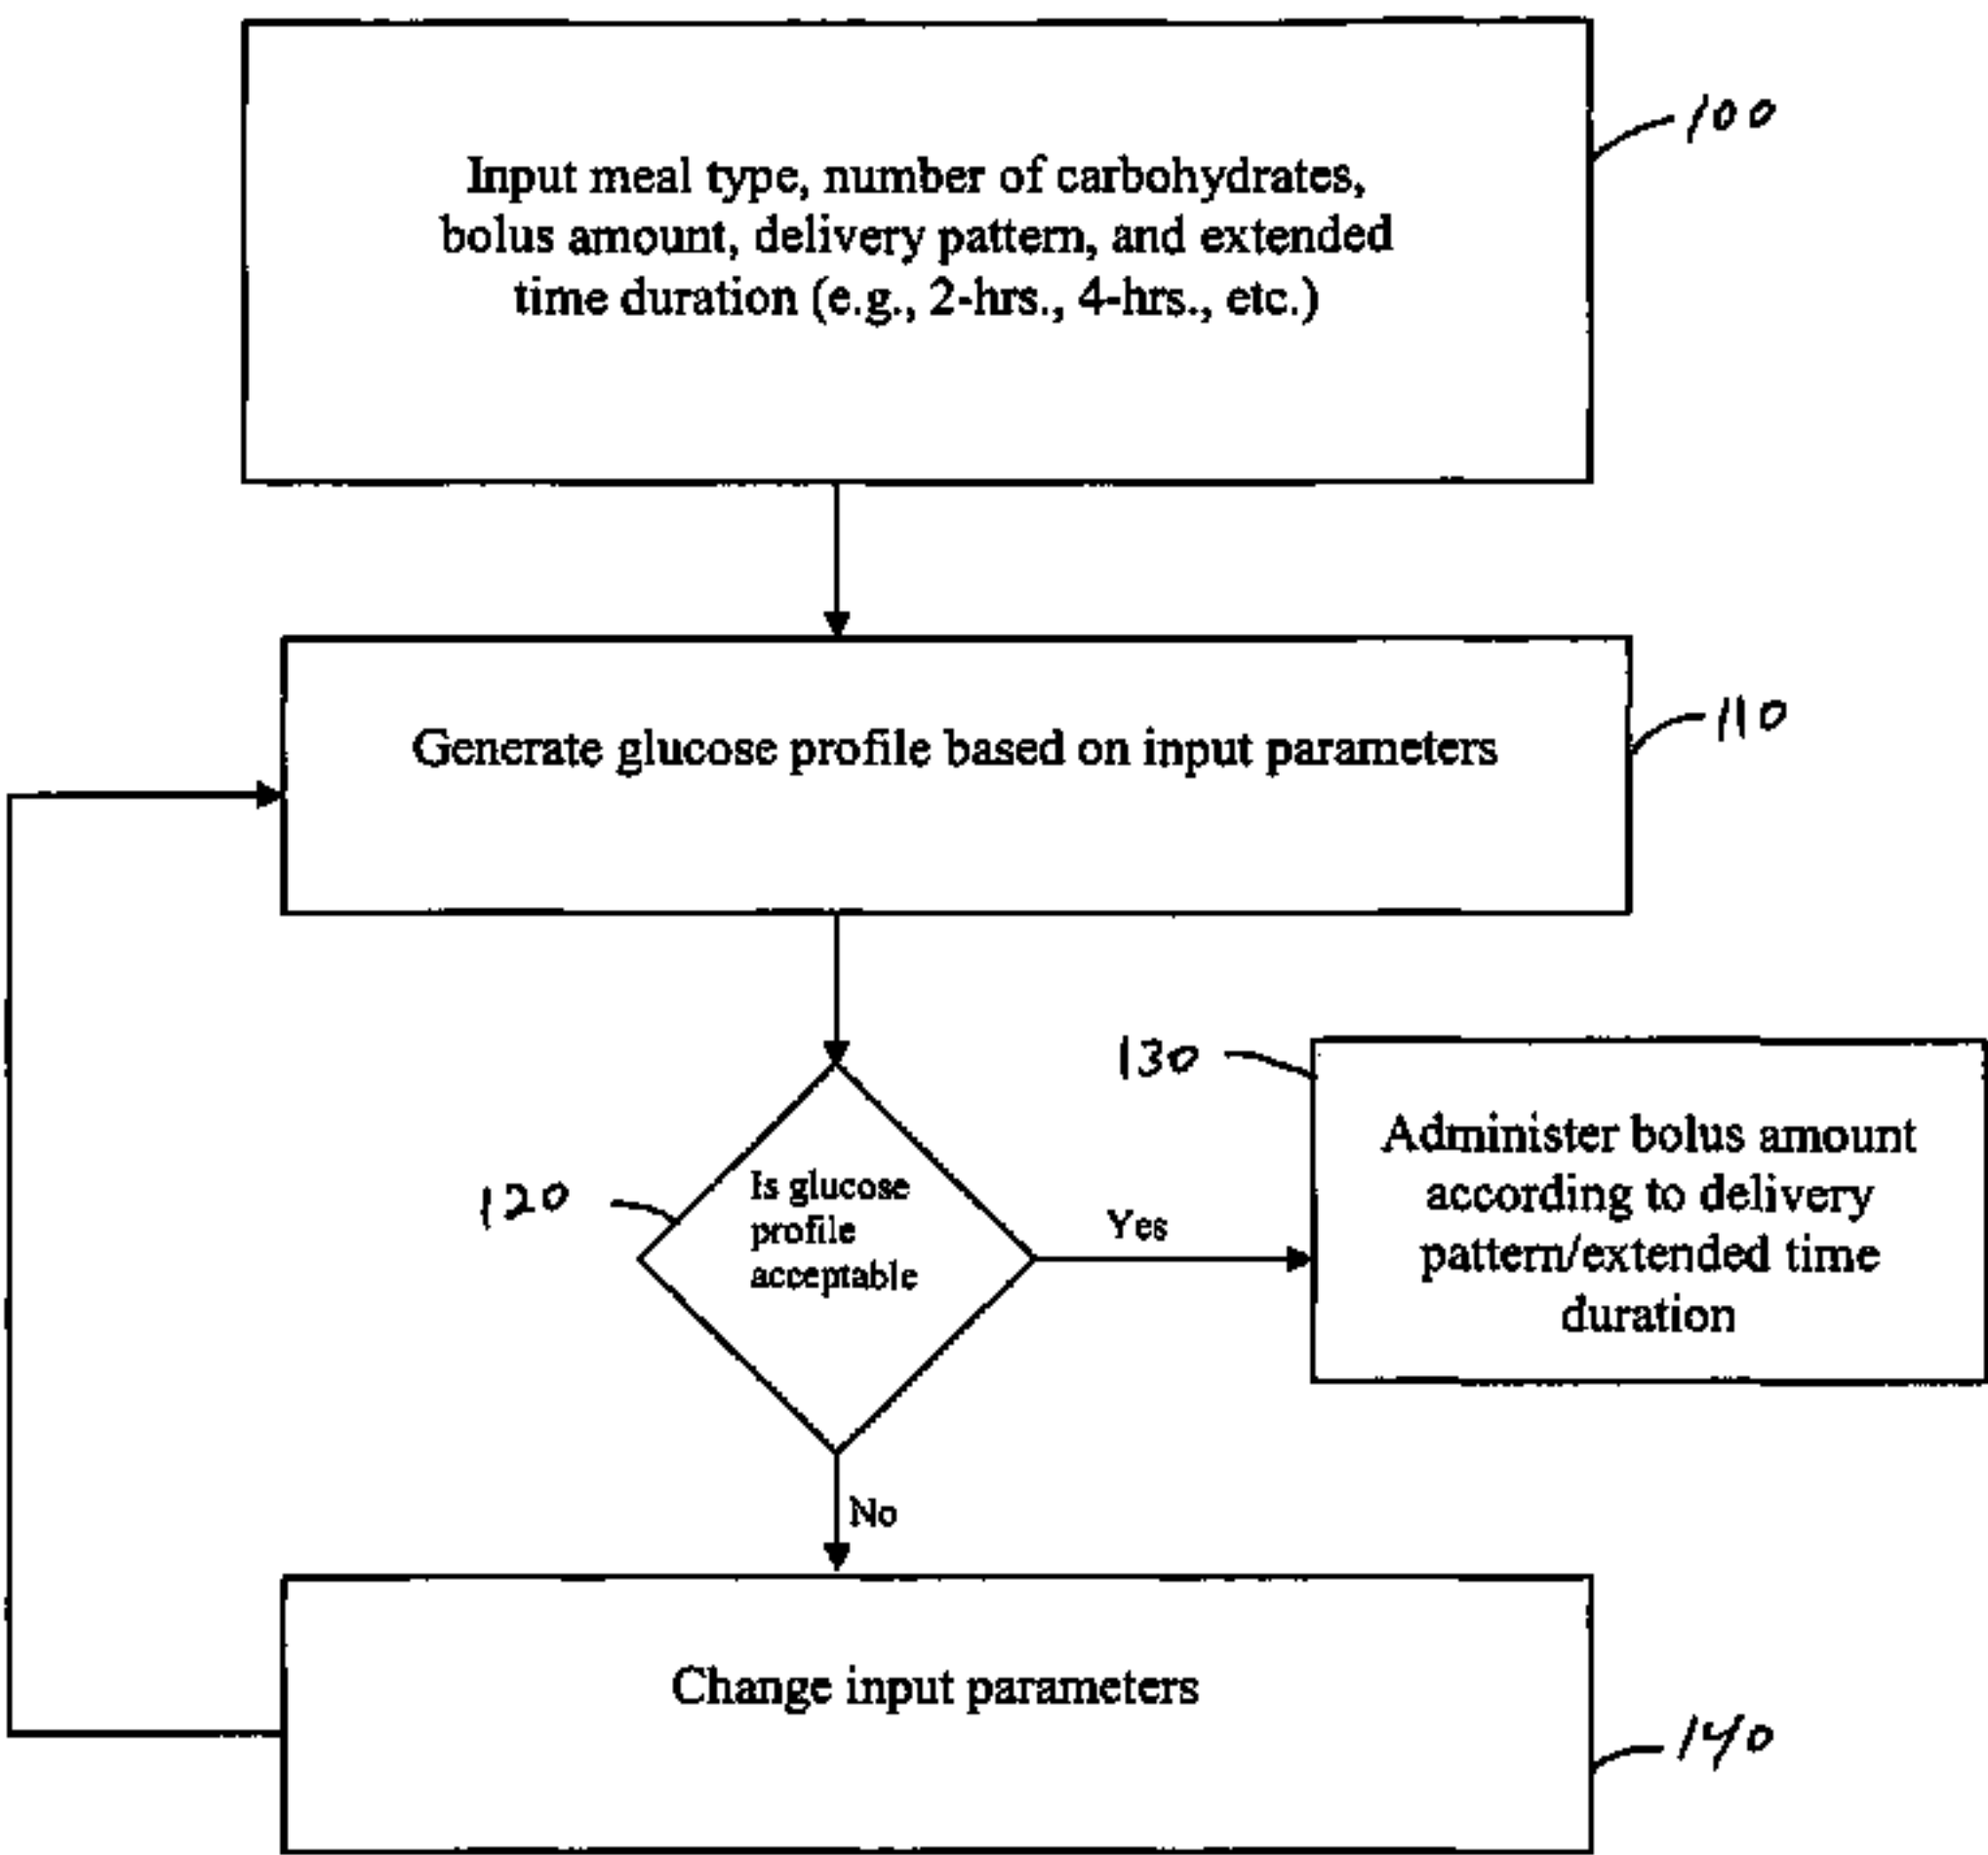 100
Input meal type, number of carbohydrates,
bolus amount, delivery pattern, and extended
time duration (e.g., 2-hrs., 4-hrs., etc.)
110
Generate glucose profile based on input parameters
130
Administer bolus amount
according to delivery
pattern/extended time
duration
120
Is glucose
profile
acceptable
Yes
No
Change input parameters
140